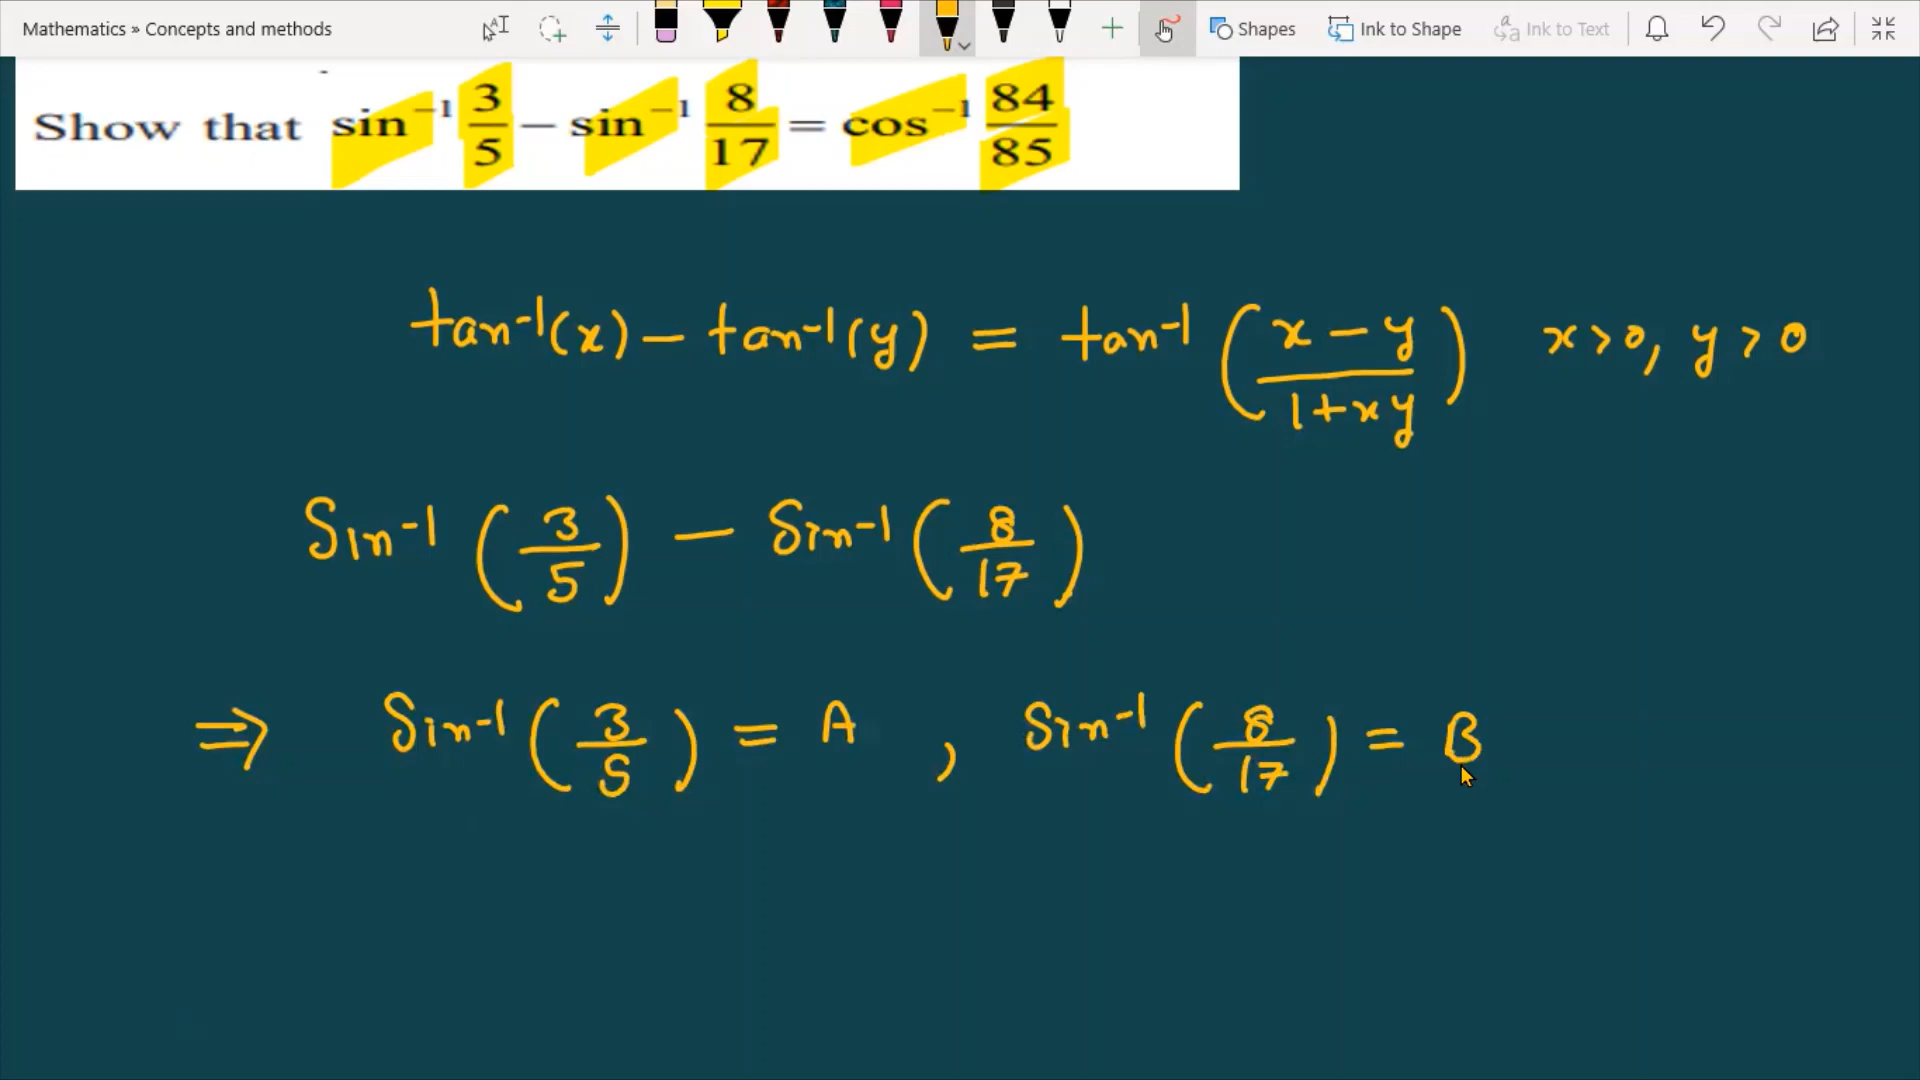 Mathematics » Concepts and methods Shapes Ink to Shape Ink to Text
Show that sin⁻¹ 3/5 − sin⁻¹ 8/17 = cos⁻¹ 84/85
tan⁻¹(x) − tan⁻¹(y) = tan⁻¹ (x − y / 1+xy) x>0, y>0
Sin⁻¹ (3/5) − Sin⁻¹ (8/17)
⇒ Sin⁻¹ (3/5) = A , Sin⁻¹ (8/17) = B